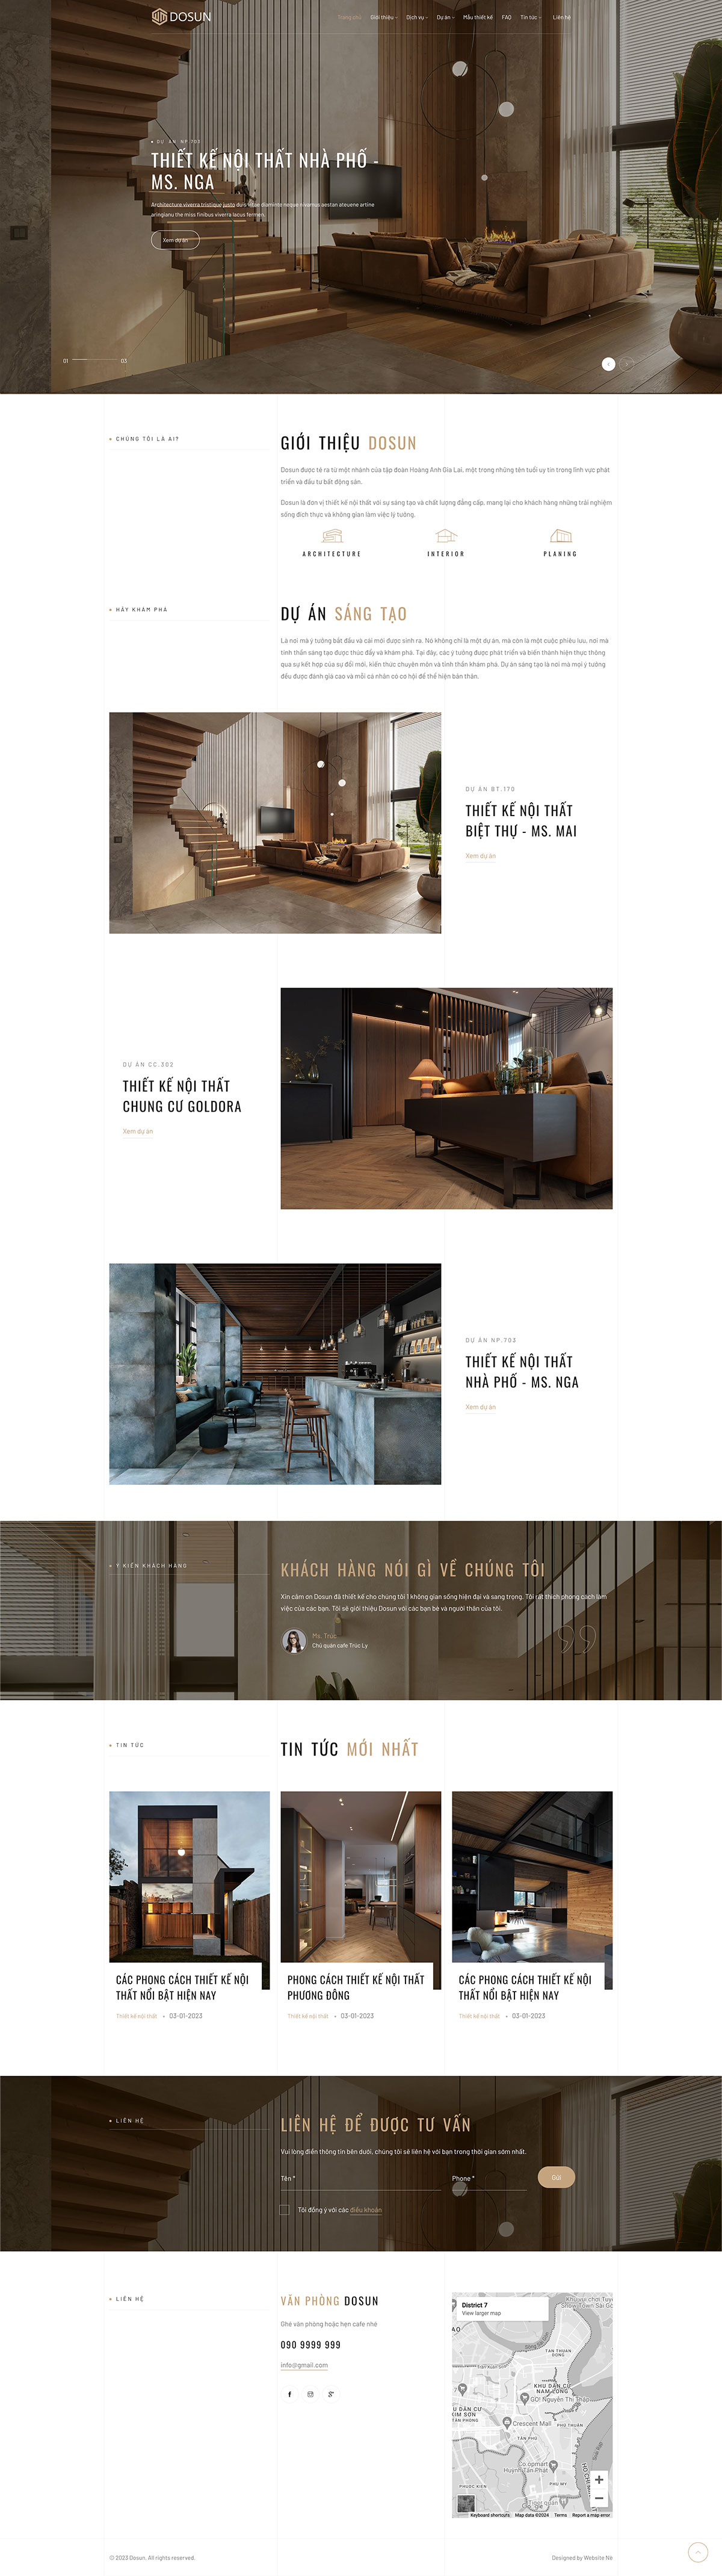 DOSUN
Trang chủ Giới thiệu Dịch vụ Dự án Mẫu thiết kế FAQ Tin tức Liên hệ
DỰ ÁN NP.703
THIẾT KẾ NỘI THẤT NHÀ PHỐ -
MS. NGA
Architecture viverra tristique justo duis vitae diaminte neque nivamus aestan ateuene artine
aringianu the miss finibus viverra lacus fermen.
Xem dự án
01 03
CHÚNG TÔI LÀ AI?
GIỚI THIỆU DOSUN
Dosun được tẻ ra từ một nhánh của tập đoàn Hoàng Anh Gia Lai, một trong những tên tuổi uy tín trong lĩnh vực phát
triển và đầu tư bất động sản.
Dosun là đơn vị thiết kế nội thất với sự sáng tạo và chất lượng đẳng cấp, mang lại cho khách hàng những trải nghiệm
sống đích thực và không gian làm việc lý tưởng.
ARCHITECTURE INTERIOR PLANING
HÃY KHÁM PHÁ
DỰ ÁN SÁNG TẠO
Là nơi mà ý tưởng bắt đầu và cái mới được sinh ra. Nó không chỉ là một dự án, mà còn là một cuộc phiêu lưu, nơi mà
tinh thần sáng tạo được thúc đẩy và khám phá. Tại đây, các ý tưởng được phát triển và biến thành hiện thực thông
qua sự kết hợp của sự đổi mới, kiến thức chuyên môn và tinh thần khám phá. Dự án sáng tạo là nơi mà mọi ý tưởng
đều được đánh giá cao và mỗi cá nhân có cơ hội để thể hiện bản thân.
DỰ ÁN BT.170
THIẾT KẾ NỘI THẤT
BIỆT THỰ - MS. MAI
Xem dự án
DỰ ÁN CC.302
THIẾT KẾ NỘI THẤT
CHUNG CƯ GOLDORA
Xem dự án
DỰ ÁN NP.703
THIẾT KẾ NỘI THẤT
NHÀ PHỐ - MS. NGA
Xem dự án
Ý KIẾN KHÁCH HÀNG
KHÁCH HÀNG NÓI GÌ VỀ CHÚNG TÔI
Xin cảm ơn Dosun đã thiết kế cho chúng tôi 1 không gian sống hiện đại và sang trọng. Tôi rất thích phong cách làm
việc của các bạn. Tôi sẽ giới thiệu Dosun với các bạn bè và người thân của tôi.
Ms. Trúc
Chủ quán cafe Trúc Ly
TIN TỨC
TIN TỨC MỚI NHẤT
CÁC PHONG CÁCH THIẾT KẾ NỘI
THẤT NỔI BẬT HIỆN NAY
Thiết kế nội thất 03-01-2023
PHONG CÁCH THIẾT KẾ NỘI THẤT
PHƯƠNG ĐÔNG
Thiết kế nội thất 03-01-2023
CÁC PHONG CÁCH THIẾT KẾ NỘI
THẤT NỔI BẬT HIỆN NAY
Thiết kế nội thất 03-01-2023
LIÊN HỆ
LIÊN HỆ ĐỂ ĐƯỢC TƯ VẤN
Vui lòng điền thông tin bên dưới, chúng tôi sẽ liên hệ với bạn trong thời gian sớm nhất.
Tên * Phone * Gửi
Tôi đồng ý với các điều khoản
LIÊN HỆ
VĂN PHÒNG DOSUN
Ghé văn phòng hoặc hẹn cafe nhé
090 9999 999
info@gmail.com
District 7
View larger map
TAN THUAN
DONG
KHU DÂN CƯ
NAM LONG
GO! Nguyễn Thị Thập
KIM SƠN
TÂN PHONG
Crescent Mall
PHÚ THUẬN
TÂN PHÚ
Co.opmart
Huỳnh Tấn Phát
PHU MY
PHƯỚC KIỂN
Google
Keyboard shortcuts Map data ©2024 Terms Report a map error
© 2023 Dosun. All rights reserved.
Designed by Website Nè